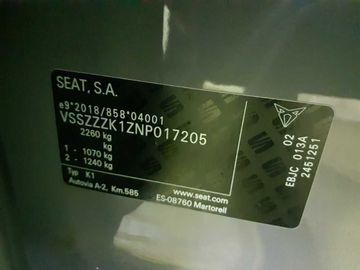 SEAT, S.A.
e9*2018/858*04001
VSSZZZK1ZNP017205
2260 kg
kg
1 - 1070 kg
2 - 1240 kg
Typ K1
Autovia A-2, Km.585
www.seat.com
ES-08760 Martorell
02
EBJC 013A
2451251